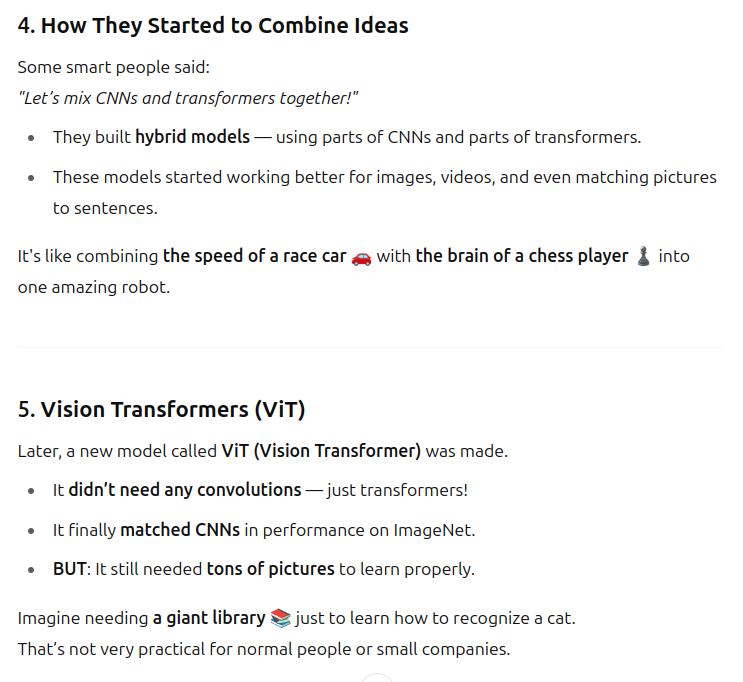 4. How They Started to Combine Ideas
Some smart people said:
"Let’s mix CNNs and transformers together!"
• They built hybrid models — using parts of CNNs and parts of transformers.
• These models started working better for images, videos, and even matching pictures
to sentences.
It's like combining the speed of a race car 🚗 with the brain of a chess player ♟️ into
one amazing robot.
5. Vision Transformers (ViT)
Later, a new model called ViT (Vision Transformer) was made.
• It didn’t need any convolutions — just transformers!
• It finally matched CNNs in performance on ImageNet.
• BUT: It still needed tons of pictures to learn properly.
Imagine needing a giant library 📚 just to learn how to recognize a cat.
That’s not very practical for normal people or small companies.